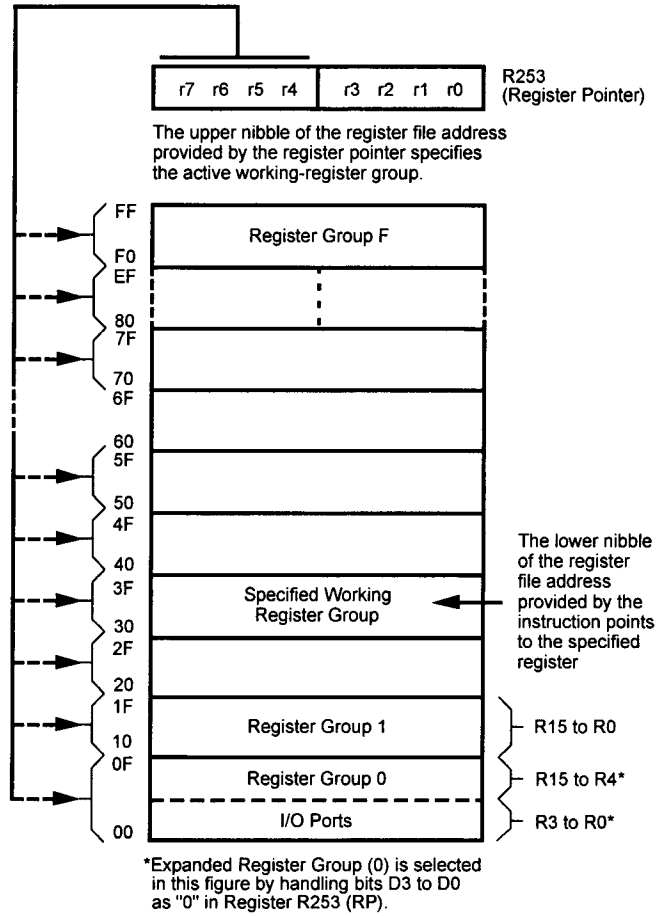 r7 r6 r5 r4 r3 r2 r1 r0
R253
(Register Pointer)
The upper nibble of the register file address
provided by the register pointer specifies
the active working-register group.
FF
Register Group F
F0
EF
80
7F
70
6F
60
5F
50
4F
40
3F
Specified Working
Register Group
30
The lower nibble
of the register
file address
provided by the
instruction points
to the specified
register
2F
20
1F
Register Group 1
R15 to R0
10
0F
Register Group 0
R15 to R4*
I/O Ports
R3 to R0*
00
*Expanded Register Group (0) is selected
in this figure by handling bits D3 to D0
as "0" in Register R253 (RP).